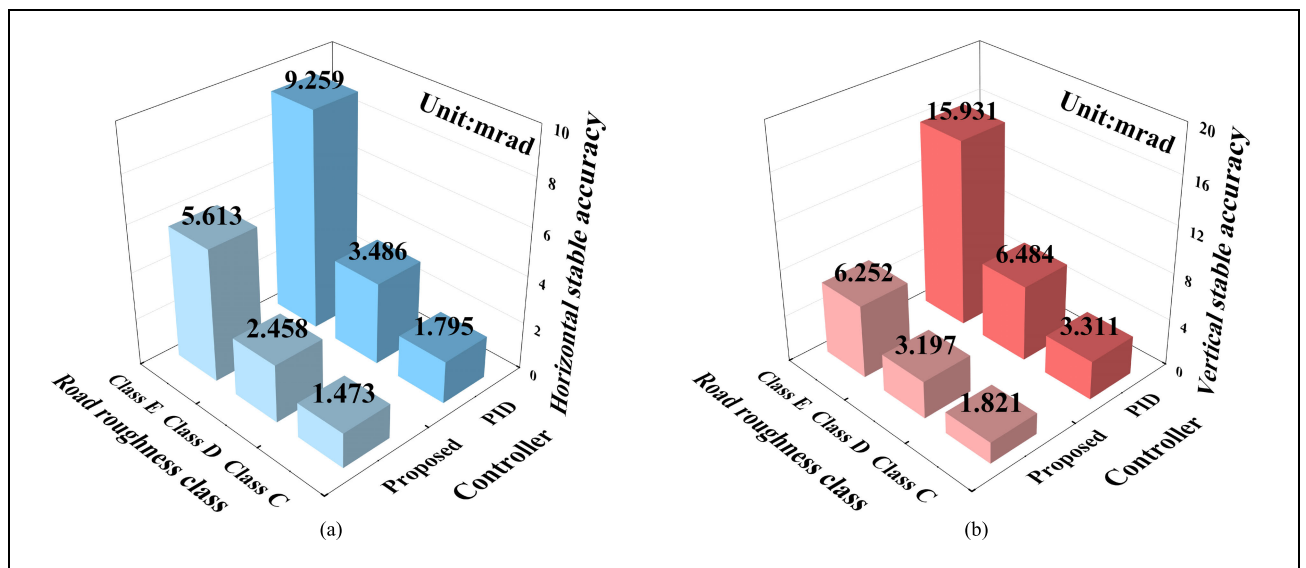 Unit:mrad
9.259
5.613
3.486
2.458
1.795
1.473
10
8
6
4
2
0
Horizontal stable accuracy
Class E
Class D
Class C
Road roughness class
Proposed
PID
Controller
(a)
Unit:mrad
15.931
6.252
6.484
3.197
3.311
1.821
20
16
12
8
4
0
Vertical stable accuracy
Class E
Class D
Class C
Road roughness class
Proposed
PID
Controller
(b)